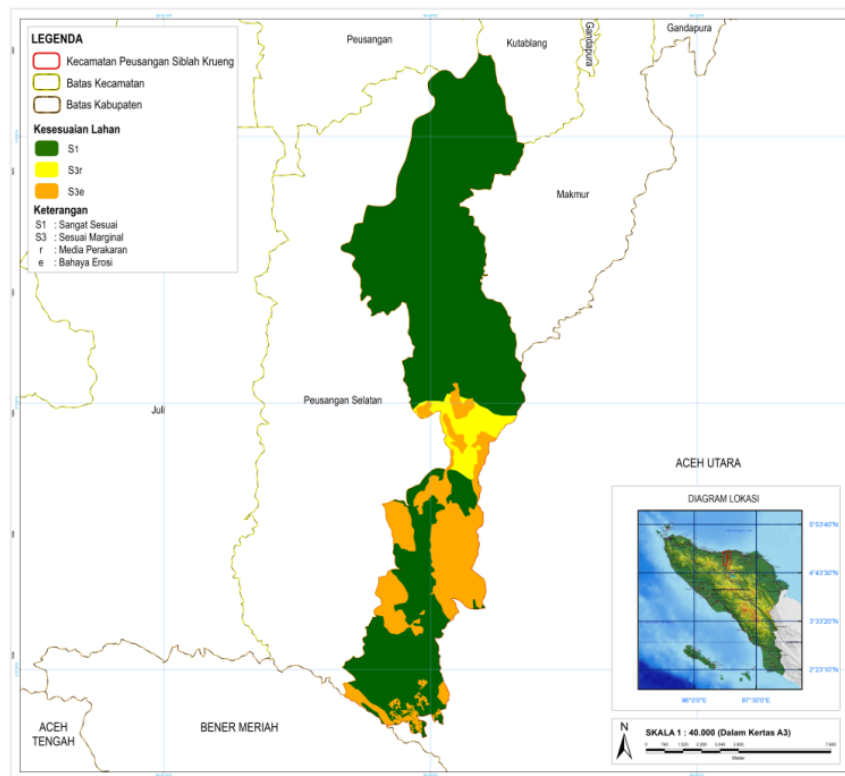 LEGENDA
Kecamatan Peusangan Siblah Krueng
Batas Kecamatan
Batas Kabupaten
Kesesuaian Lahan
S1
S3r
S3e
Keterangan
S1 : Sangat Sesuai
S3 : Sesuai Marginal
r : Media Perakaran
e : Bahaya Erosi
Peusangan
Kutablang
Gandapura
Gandapura
Makmur
Juli
Peusangan Selatan
ACEH UTARA
DIAGRAM LOKASI
5°53'40"N
4°43'30"N
3°33'20"N
2°23'10"N
96°0'0"E
97°30'0"E
ACEH
TENGAH
BENER MERIAH
N
SKALA 1 : 40.000 (Dalam Kertas A3)
Meter